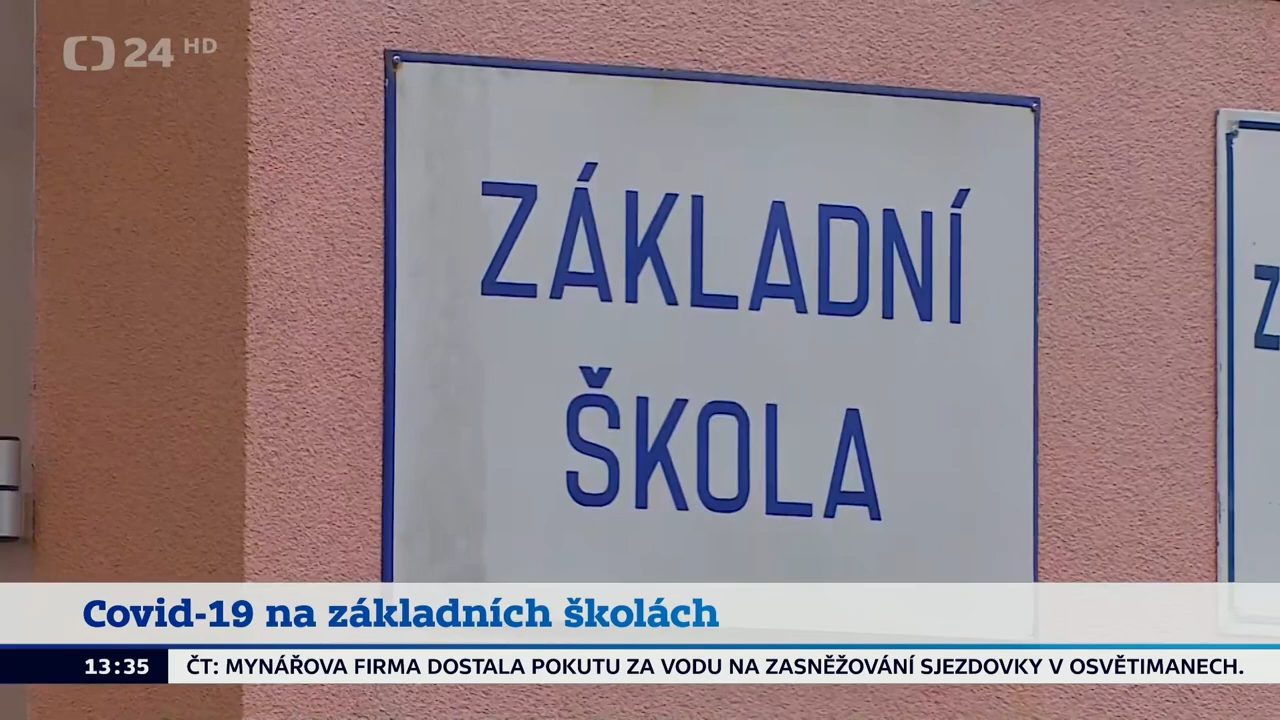 ČT24 HD
ZÁKLADNÍ
ŠKOLA
Z
Covid-19 na základních školách
13:35 ČT: MYNÁŘOVA FIRMA DOSTALA POKUTU ZA VODU NA ZASNĚŽOVÁNÍ SJEZDOVKY V OSVĚTIMANECH.